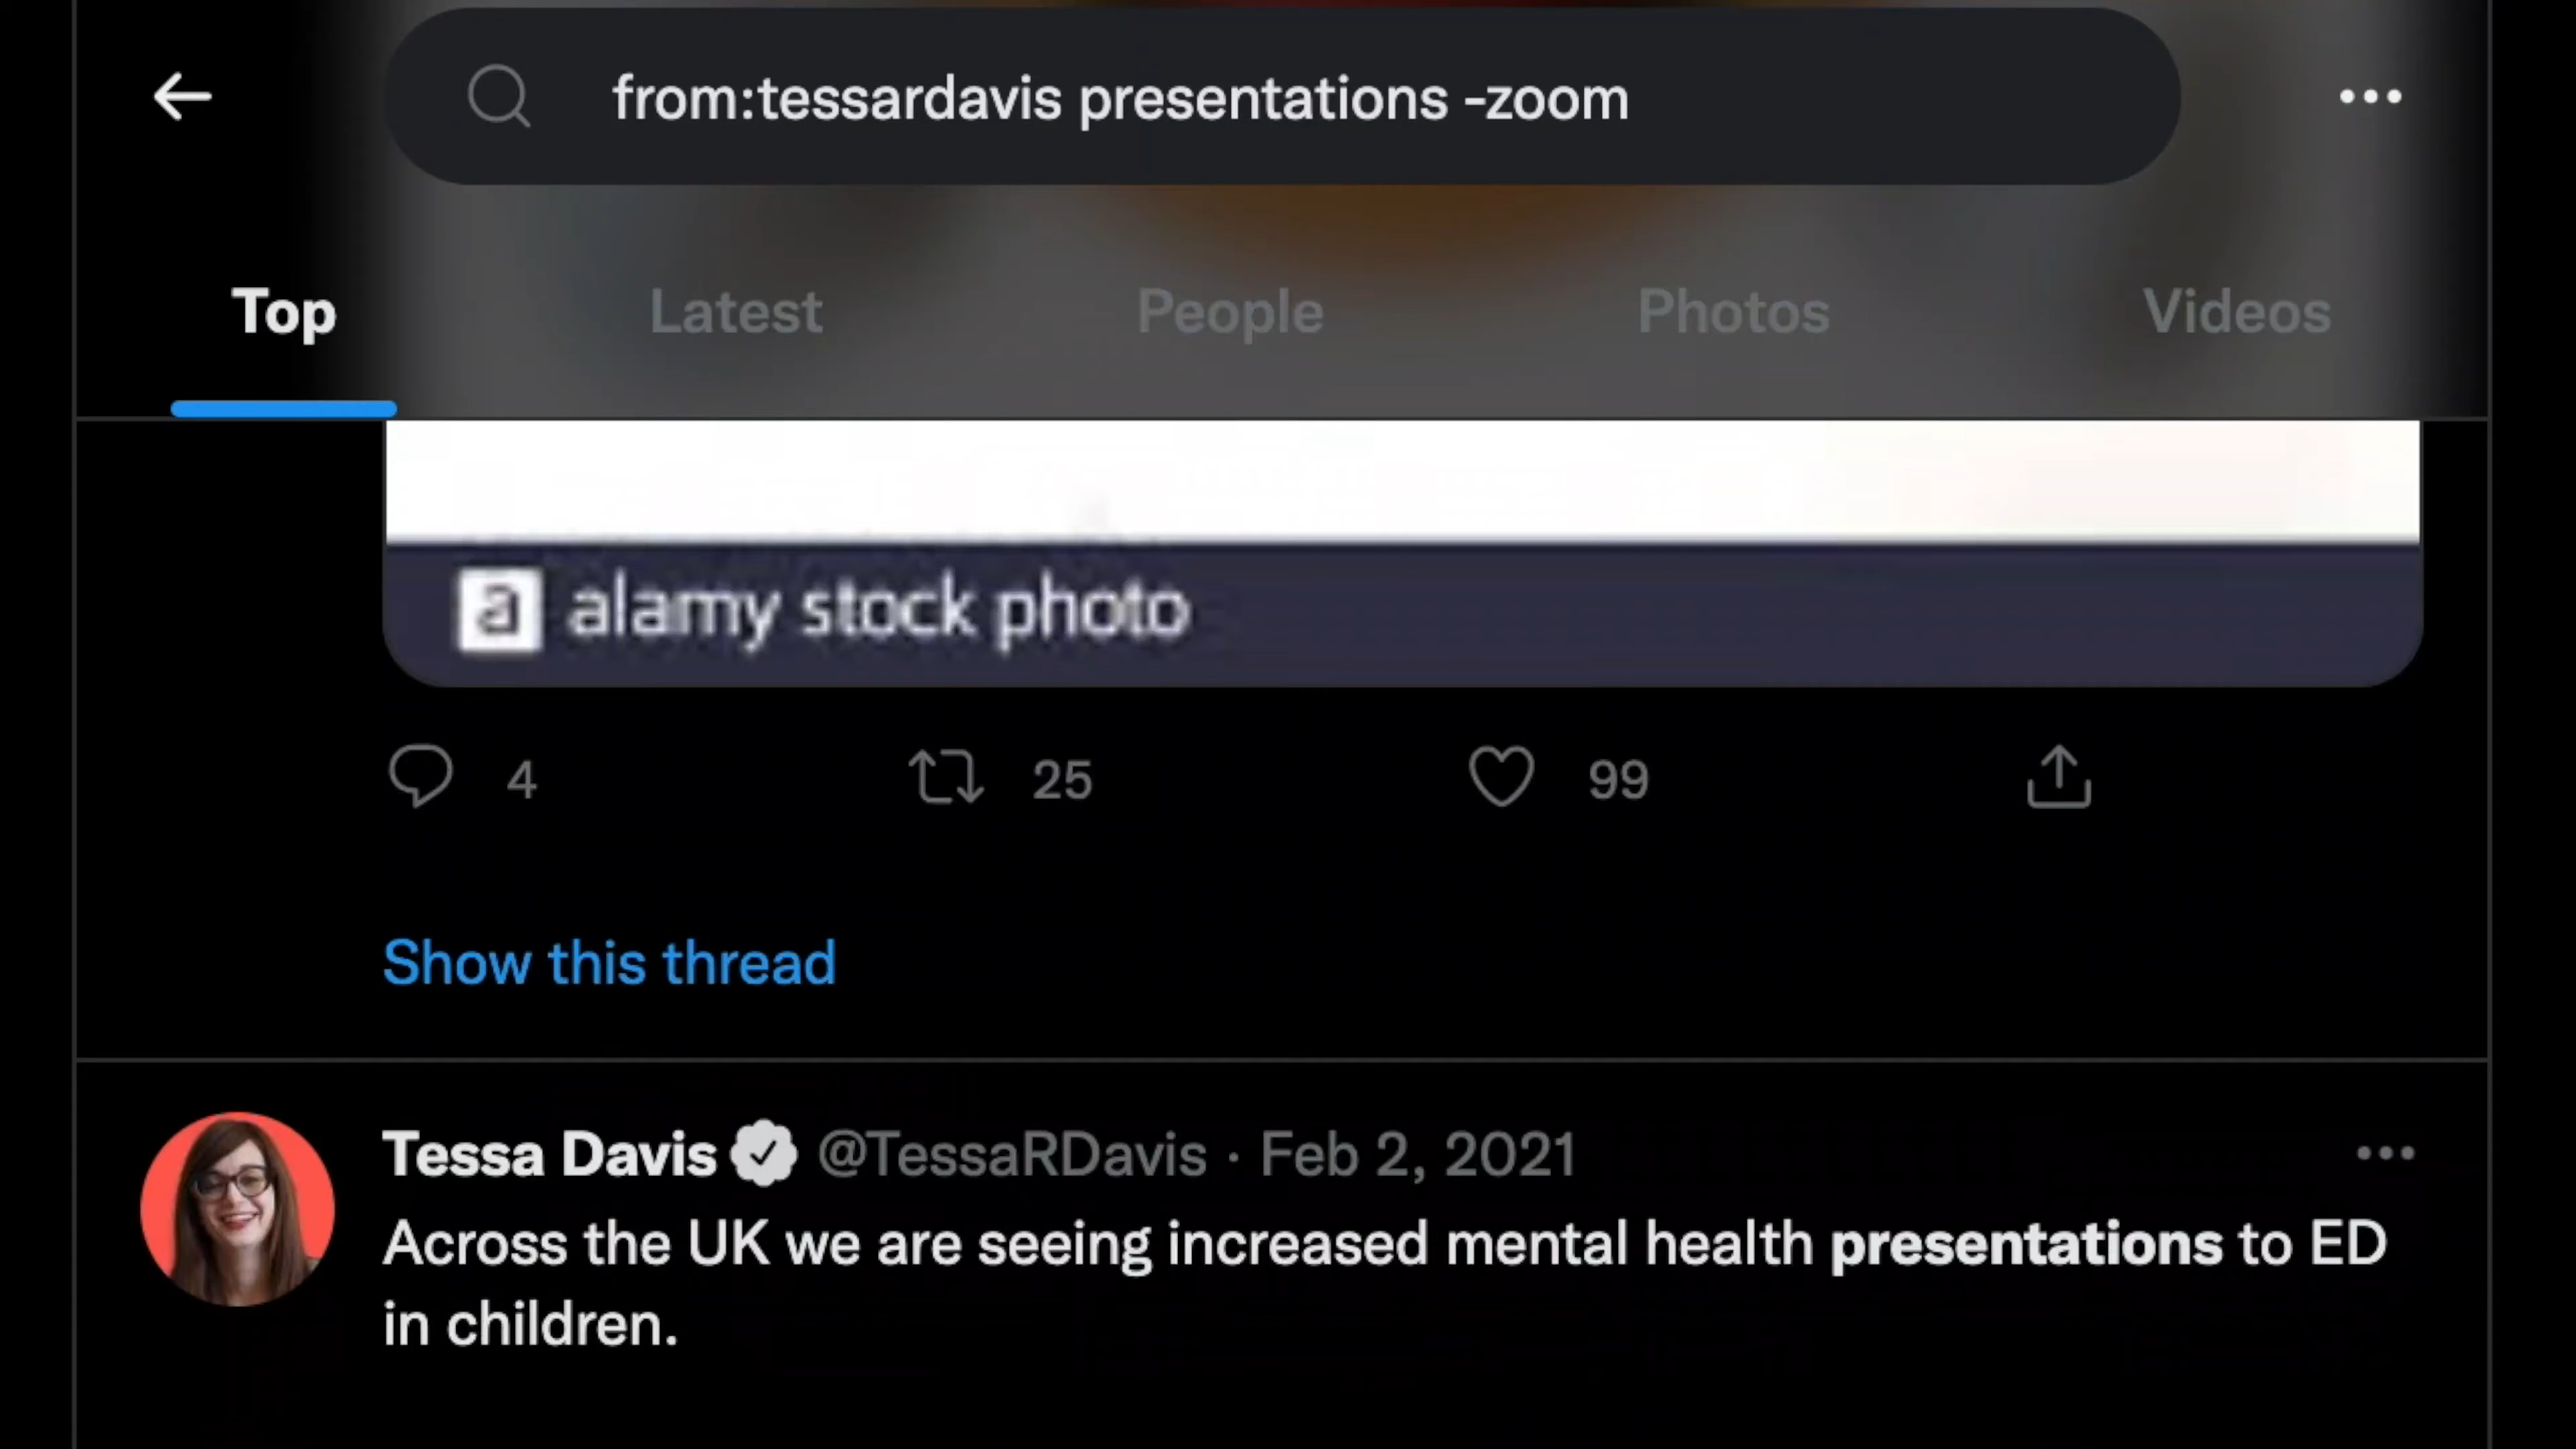 from:tessardavis presentations -zoom
Top Latest People Photos Videos
a alamy stock photo
4 25 99
Show this thread
Tessa Davis @TessaRDavis · Feb 2, 2021
Across the UK we are seeing increased mental health presentations to ED
in children.